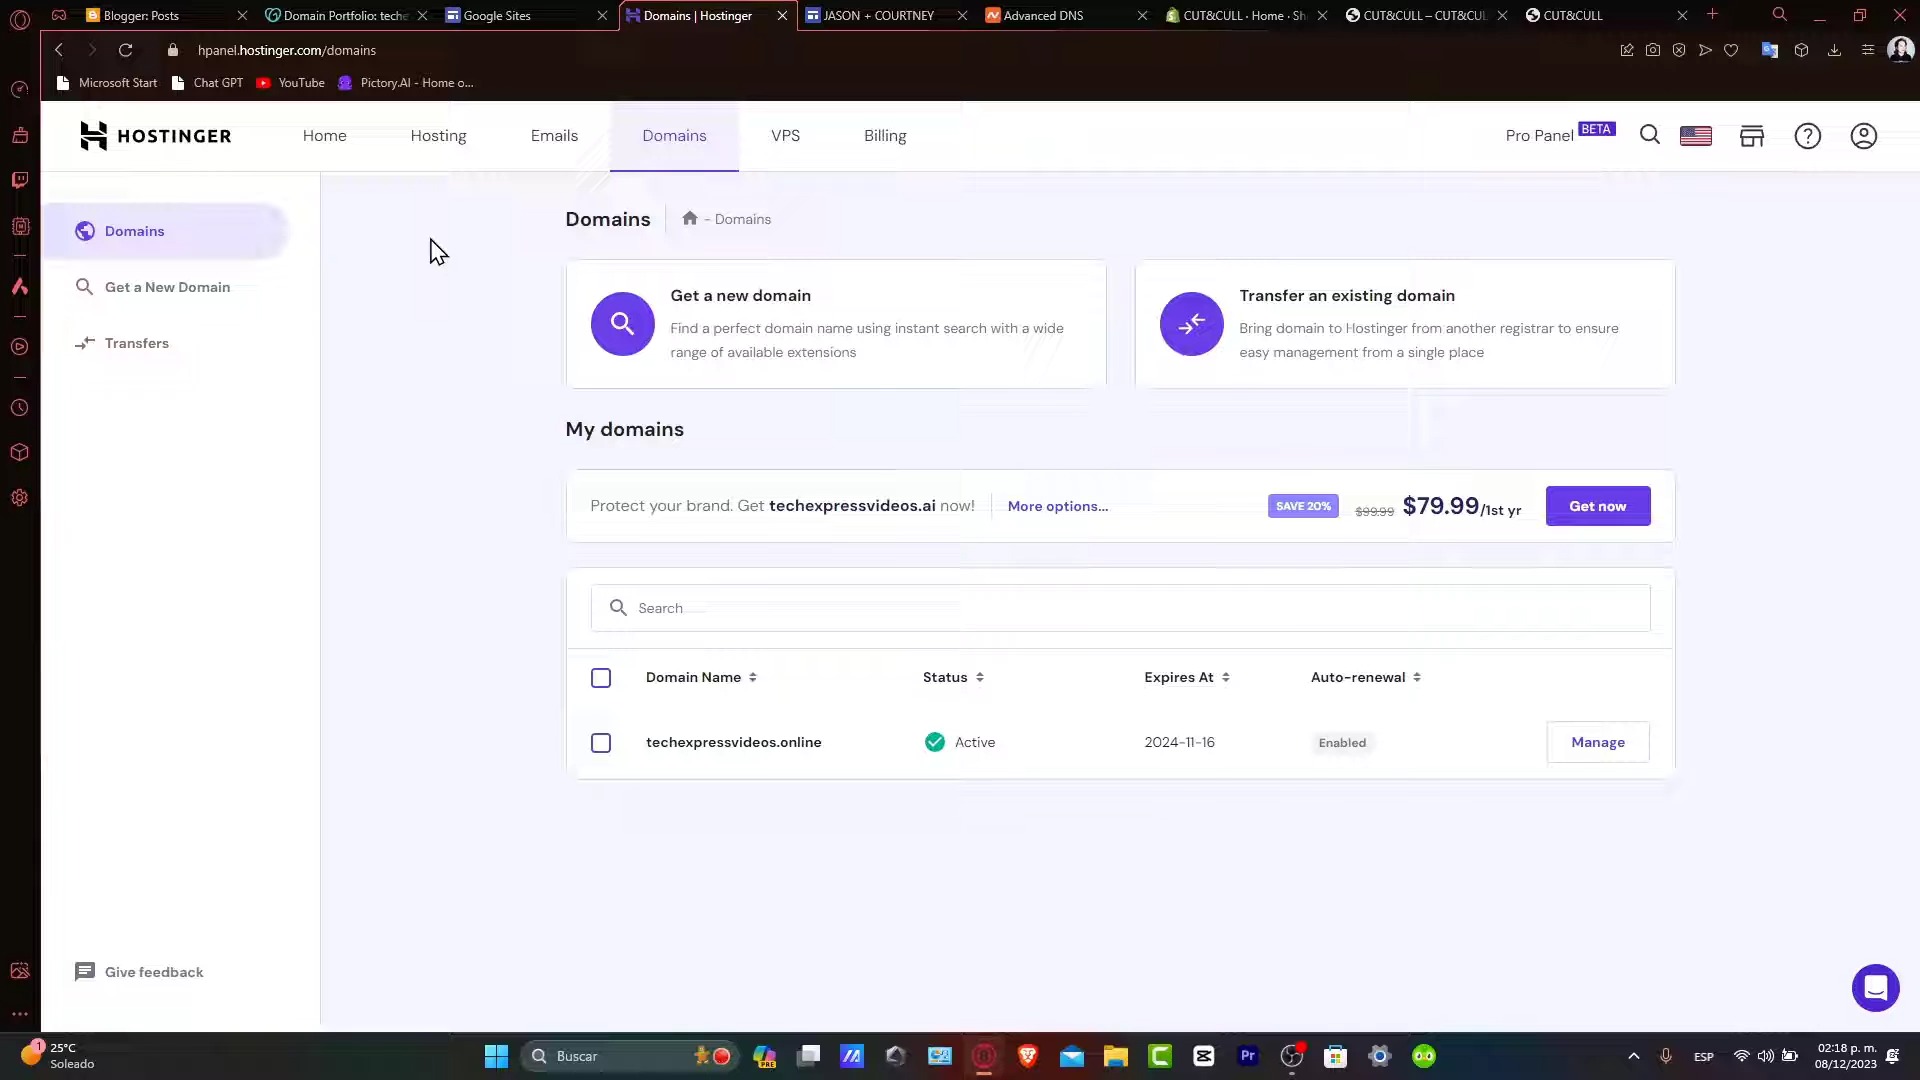 Blogger: Posts
Domain Portfolio: teche
Google Sites
Domains | Hostinger
JASON + COURTNEY
Advanced DNS
CUT&CULL · Home · Sh
CUT&CULL – CUT&CUL
CUT&CULL
hpanel.hostinger.com/domains
Microsoft Start
Chat GPT
YouTube
Pictory.AI - Home o...
HOSTINGER
Home
Hosting
Emails
Domains
VPS
Billing
Pro Panel BETA
Domains
Get a New Domain
Transfers
Domains
- Domains
Get a new domain
Find a perfect domain name using instant search with a wide
range of available extensions
Transfer an existing domain
Bring domain to Hostinger from another registrar to ensure
easy management from a single place
My domains
Protect your brand. Get techexpressvideos.ai now!
More options...
SAVE 20%
$99.99
$79.99/1st yr
Get now
Search
Domain Name
Status
Expires At
Auto-renewal
techexpressvideos.online
Active
2024-11-16
Enabled
Manage
Give feedback
1
25°C
Soleado
Buscar
PRE
Pr
ESP
02:18 p. m.
08/12/2023